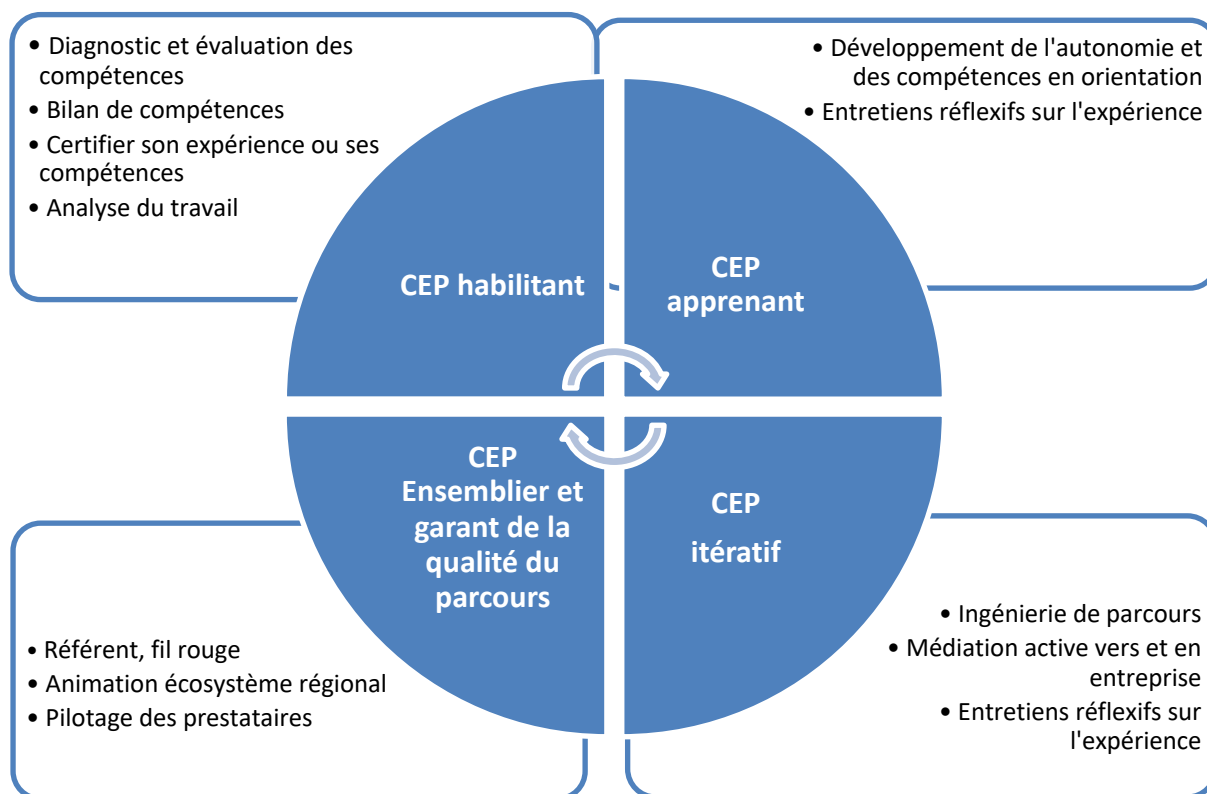 • Diagnostic et évaluation des
compétences
• Bilan de compétences
• Certifier son expérience ou ses
compétences
• Analyse du travail
• Développement de l'autonomie et
des compétences en orientation
• Entretiens réflexifs sur l'expérience
CEP habilitant
CEP
apprenant
CEP
Ensemblier et
garant de la
qualité du
parcours
CEP
itératif
• Référent, fil rouge
• Animation écosystème régional
• Pilotage des prestataires
• Ingénierie de parcours
• Médiation active vers et en
entreprise
• Entretiens réflexifs sur
l'expérience